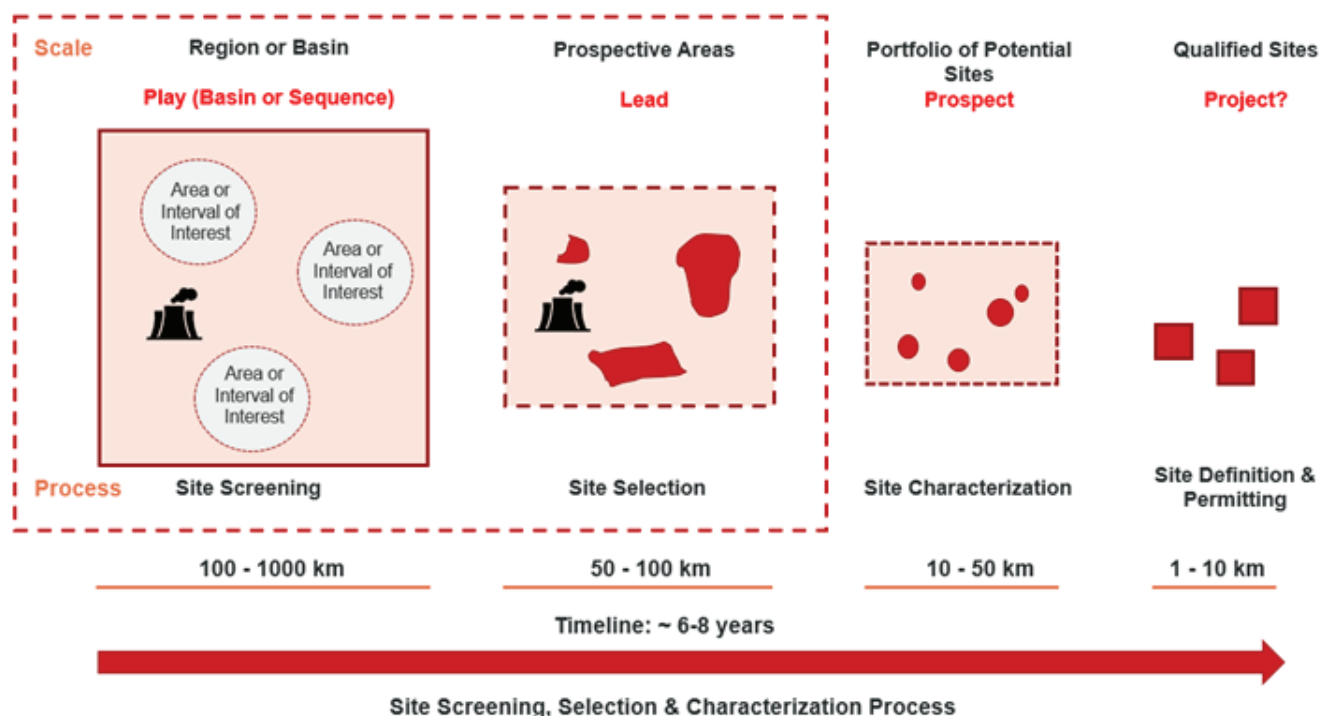 Scale
Region or Basin
Play (Basin or Sequence)
Area or
Interval of
Interest
Area or
Interval of
Interest
Area or
Interval of
Interest
Process
Site Screening
100 - 1000 km
Prospective Areas
Lead
Site Selection
50 - 100 km
Portfolio of Potential
Sites
Prospect
Site Characterization
10 - 50 km
Qualified Sites
Project?
Site Definition &
Permitting
1 - 10 km
Timeline: ~ 6-8 years
Site Screening, Selection & Characterization Process